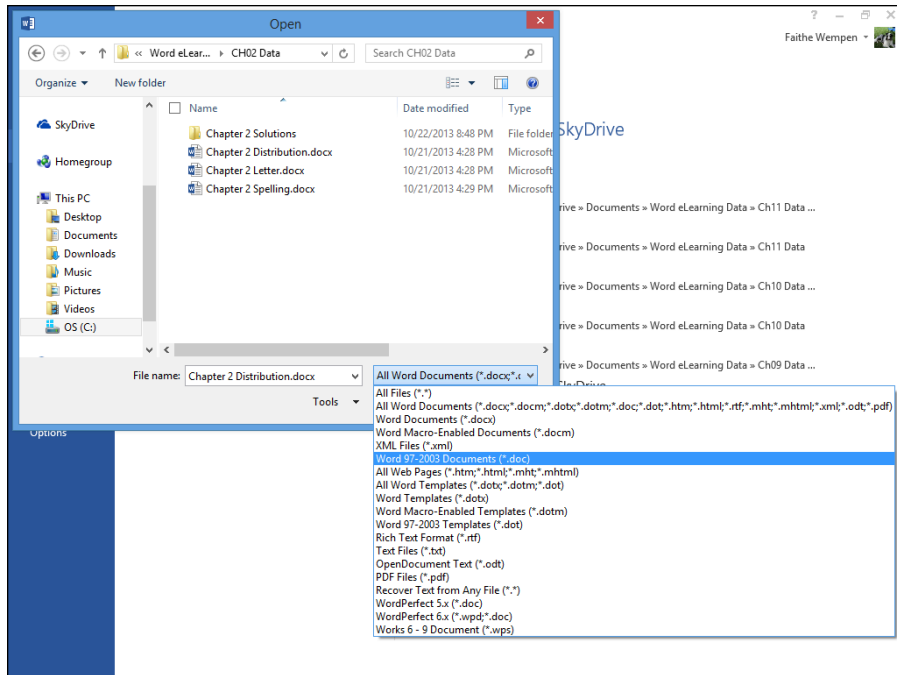 Open
Faithe Wempen
« Word eLear... CH02 Data
Search CH02 Data
Organize
New folder
Name
Date modified
Type
SkyDrive
Chapter 2 Solutions
10/22/2013 8:48 PM
File folder
Chapter 2 Distribution.docx
10/21/2013 4:28 PM
Microsoft
Chapter 2 Letter.docx
10/21/2013 4:28 PM
Microsoft
Chapter 2 Spelling.docx
10/21/2013 4:29 PM
Microsoft
Homegroup
This PC
Desktop
Documents
Downloads
Music
Pictures
Videos
OS (C:)
File name:
Chapter 2 Distribution.docx
All Word Documents (*.docx;*.
Tools
SkyDrive
rive » Documents » Word eLearning Data » Ch11 Data ...
rive » Documents » Word eLearning Data » Ch11 Data
rive » Documents » Word eLearning Data » Ch10 Data ...
rive » Documents » Word eLearning Data » Ch10 Data
rive » Documents » Word eLearning Data » Ch09 Data ...
Options
All Files (*.*)
All Word Documents (*.docx;*.docm;*.dotx;*.dotm;*.doc;*.dot;*.htm;*.html;*.rtf;*.mht;*.mhtml;*.xml;*.odt;*.pdf)
Word Documents (*.docx)
Word Macro-Enabled Documents (*.docm)
XML Files (*.xml)
Word 97-2003 Documents (*.doc)
All Web Pages (*.htm;*.html;*.mht;*.mhtml)
All Word Templates (*.dotx;*.dotm;*.dot)
Word Templates (*.dotx)
Word Macro-Enabled Templates (*.dotm)
Word 97-2003 Templates (*.dot)
Rich Text Format (*.rtf)
Text Files (*.txt)
OpenDocument Text (*.odt)
PDF Files (*.pdf)
Recover Text from Any File (*.*)
WordPerfect 5.x (*.doc)
WordPerfect 6.x (*.wpd;*.doc)
Works 6 - 9 Document (*.wps)